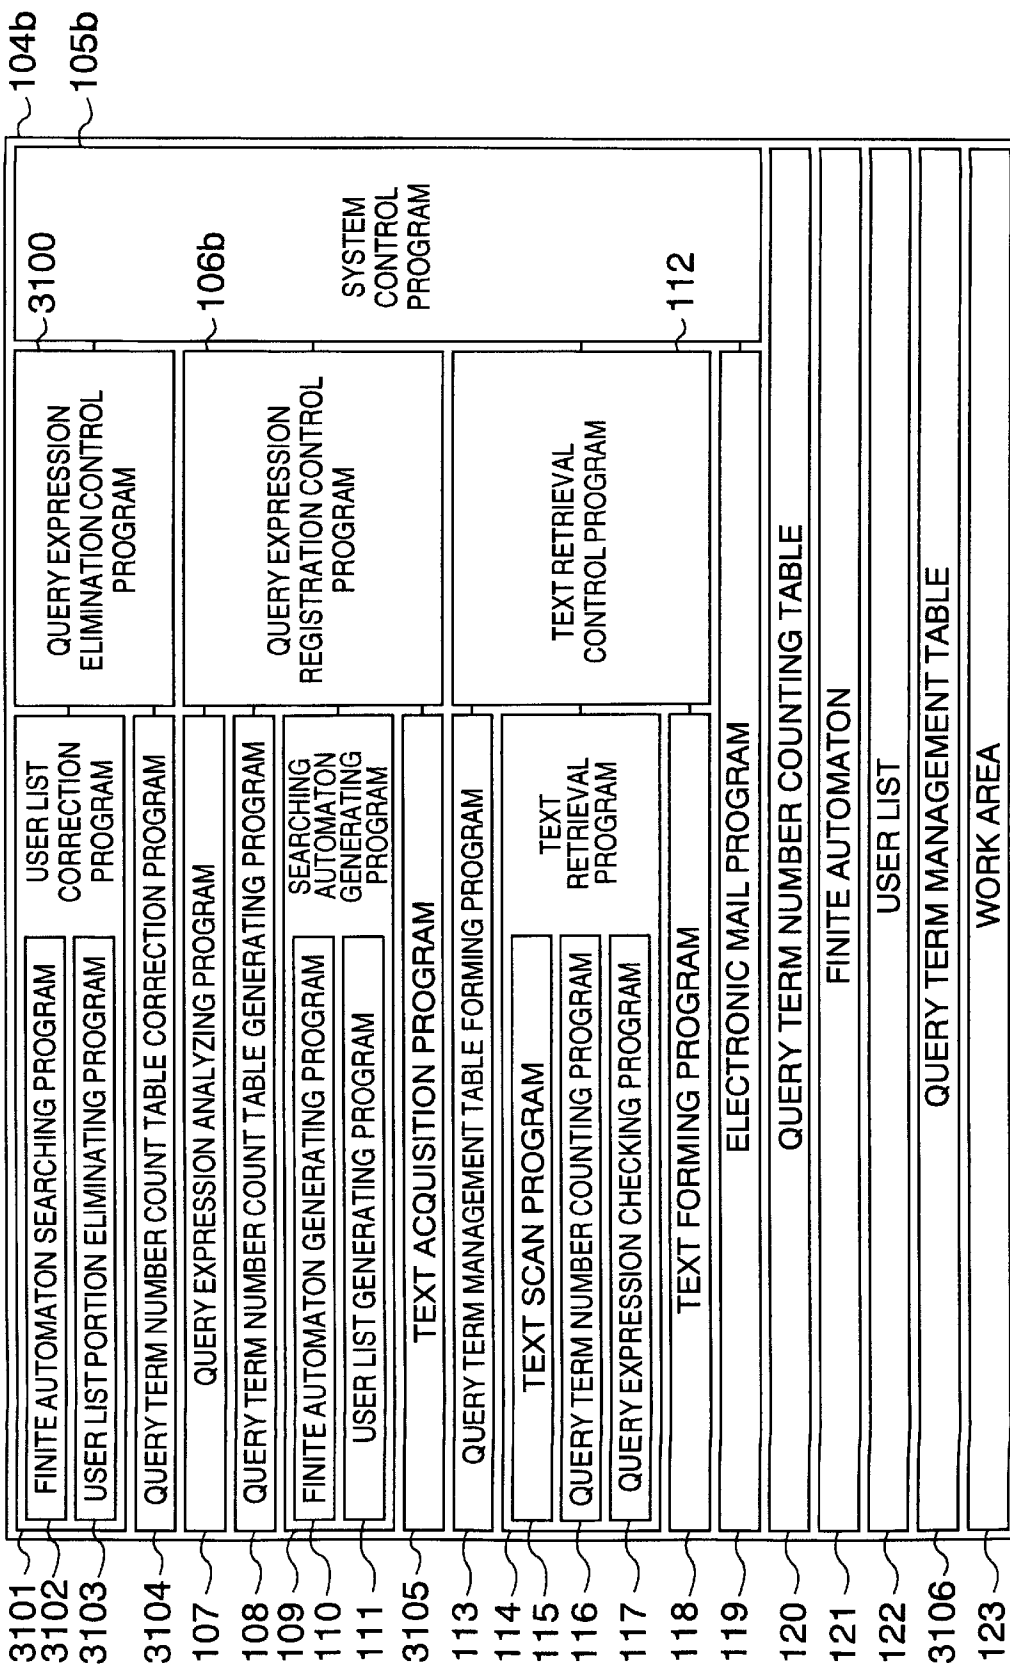 104b
105b
SYSTEM
CONTROL
PROGRAM
3100
QUERY EXPRESSION
ELIMINATION CONTROL
PROGRAM
106b
QUERY EXPRESSION
REGISTRATION CONTROL
PROGRAM
112
TEXT RETRIEVAL
CONTROL PROGRAM
3101
USER LIST
CORRECTION
PROGRAM
3102
FINITE AUTOMATON SEARCHING PROGRAM
3103
USER LIST PORTION ELIMINATING PROGRAM
3104
QUERY TERM NUMBER COUNT TABLE CORRECTION PROGRAM
107
QUERY EXPRESSION ANALYZING PROGRAM
108
QUERY TERM NUMBER COUNT TABLE GENERATING PROGRAM
109
SEARCHING
AUTOMATON
GENERATING
PROGRAM
110
FINITE AUTOMATON GENERATING PROGRAM
111
USER LIST GENERATING PROGRAM
3105
TEXT ACQUISITION PROGRAM
113
QUERY TERM MANAGEMENT TABLE FORMING PROGRAM
114
TEXT
RETRIEVAL
PROGRAM
115
TEXT SCAN PROGRAM
116
QUERY TERM NUMBER COUNTING PROGRAM
117
QUERY EXPRESSION CHECKING PROGRAM
118
TEXT FORMING PROGRAM
119
ELECTRONIC MAIL PROGRAM
120
QUERY TERM NUMBER COUNTING TABLE
121
FINITE AUTOMATON
122
USER LIST
3106
QUERY TERM MANAGEMENT TABLE
123
WORK AREA